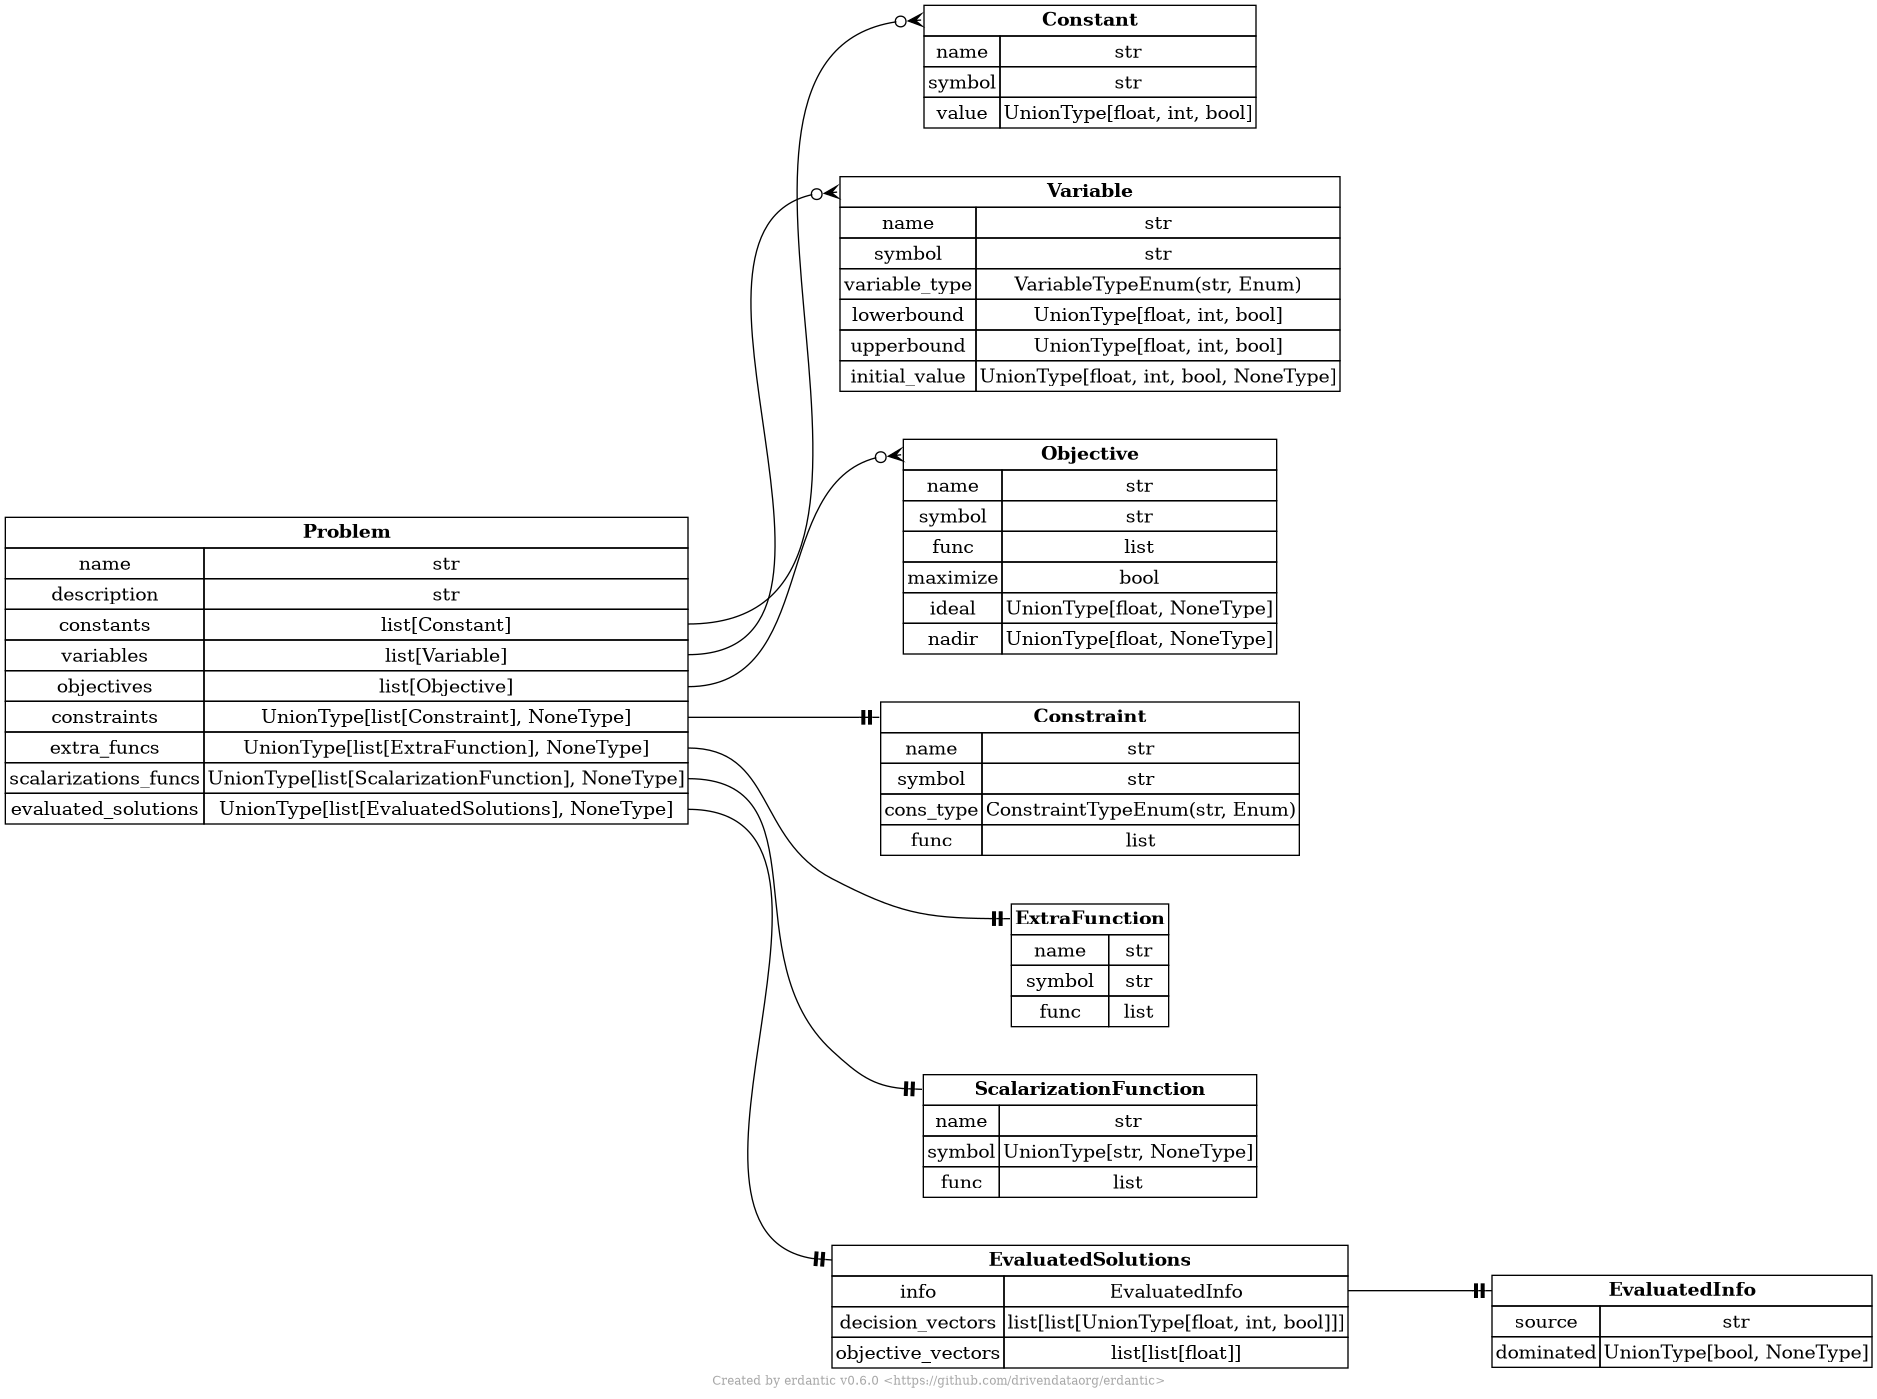 Constant
name str
symbol str
value UnionType[float, int, bool]
Variable
name str
symbol str
variable_type VariableTypeEnum(str, Enum)
lowerbound UnionType[float, int, bool]
upperbound UnionType[float, int, bool]
initial_value UnionType[float, int, bool, NoneType]
Objective
name str
symbol str
func list
maximize bool
ideal UnionType[float, NoneType]
nadir UnionType[float, NoneType]
Problem
name str
description str
constants list[Constant]
variables list[Variable]
objectives list[Objective]
constraints UnionType[list[Constraint], NoneType]
extra_funcs UnionType[list[ExtraFunction], NoneType]
scalarizations_funcs UnionType[list[ScalarizationFunction], NoneType]
evaluated_solutions UnionType[list[EvaluatedSolutions], NoneType]
Constraint
name str
symbol str
cons_type ConstraintTypeEnum(str, Enum)
func list
ExtraFunction
name str
symbol str
func list
ScalarizationFunction
name str
symbol UnionType[str, NoneType]
func list
EvaluatedSolutions
info EvaluatedInfo
decision_vectors list[list[UnionType[float, int, bool]]]
objective_vectors list[list[float]]
EvaluatedInfo
source str
dominated UnionType[bool, NoneType]
Created by erdantic v0.6.0 <https://github.com/drivendataorg/erdantic>